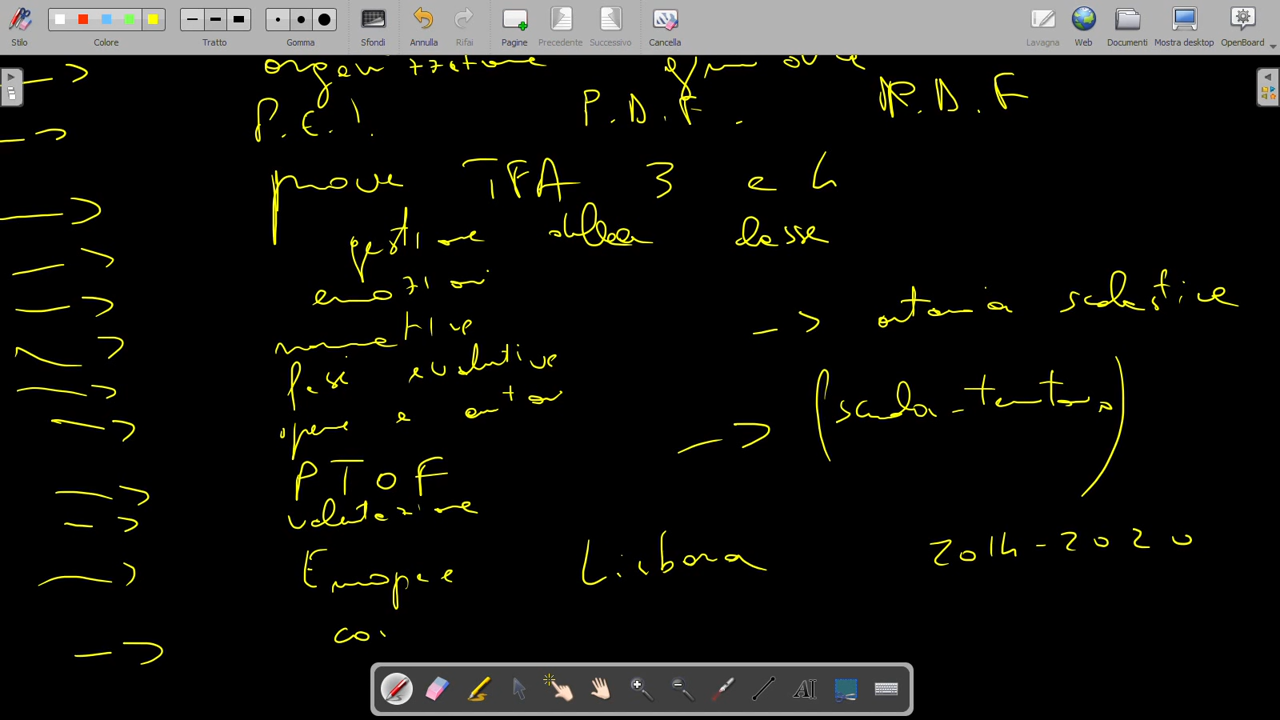 Stilo Colore Tratto Gomma Sfondi Annulla Rifai Pagine Precedente Successivo Cancella Lavagna Web Documenti Mostra desktop OpenBoard
P.E.I. P.D.F. P.D.F
prove TFA 3 e 4
gestione della classe
emozioni
normative
autonomia scolastica
fasi evolutive
opere e autori
(scuola-territorio)
PTOF
valutazione
Europee Lisbona 2014-2020
co